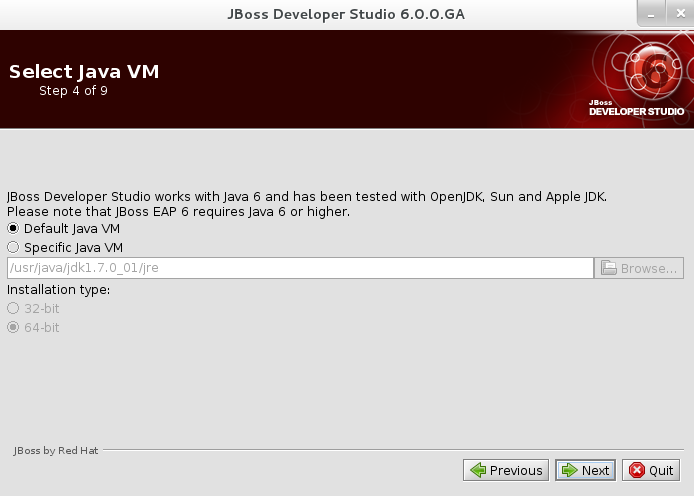 JBoss Developer Studio 6.0.0.GA
Select Java VM
Step 4 of 9
6
JBoss
DEVELOPER STUDIO
JBoss Developer Studio works with Java 6 and has been tested with OpenJDK, Sun and Apple JDK.
Please note that JBoss EAP 6 requires Java 6 or higher.
Default Java VM
Specific Java VM
/usr/java/jdk1.7.0_01/jre
Browse...
Installation type:
32-bit
64-bit
JBoss by Red Hat
Previous
Next
Quit